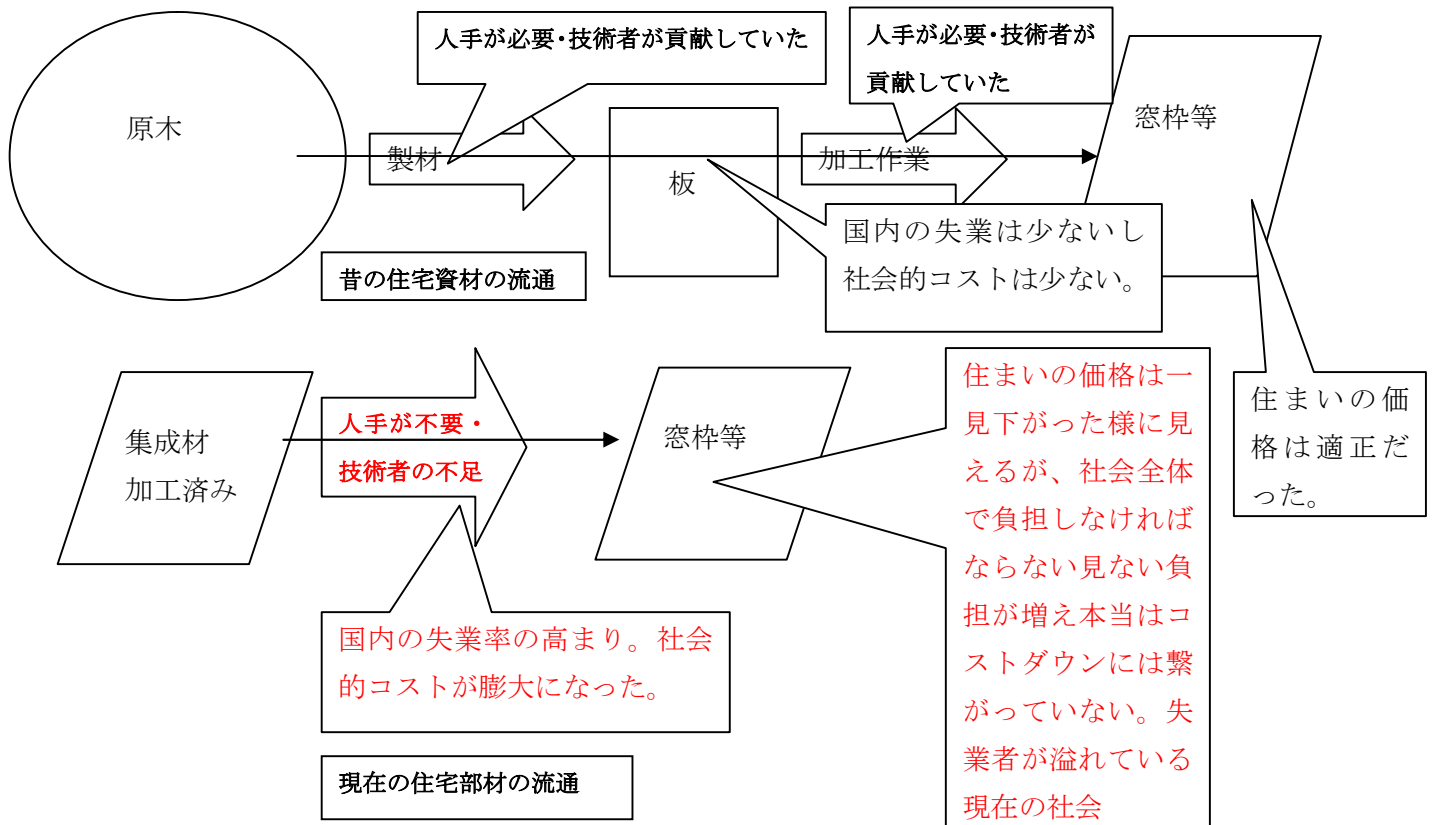 人手が必要・技術者が貢献していた
人手が必要・技術者が
貢献していた
原木
製材
板
加工作業
窓枠等
国内の失業は少ないし
社会的コストは少ない。
昔の住宅資材の流通
住まいの価
格は適正だ
った。
集成材
加工済み
人手が不要・
技術者の不足
窓枠等
住まいの価格は一
見下がった様に見
えるが、社会全体
で負担しなければ
ならない見ない負
担が増え本当はコ
ストダウンには繋
がっていない。失
業者が溢れている
現在の社会
国内の失業率の高まり。社会
的コストが膨大になった。
現在の住宅部材の流通